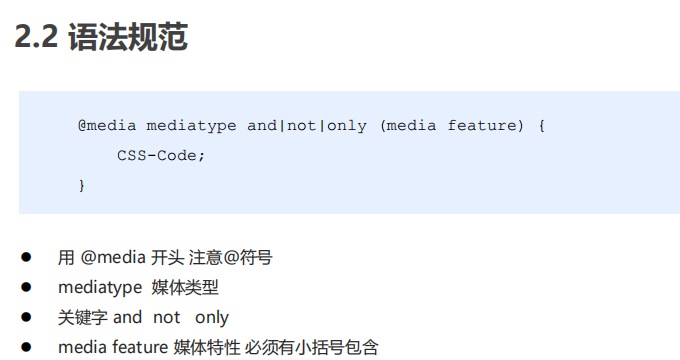 2.2 语法规范
@media mediatype and|not|only (media feature) {
CSS-Code;
}
● 用 @media 开头 注意@符号
● mediatype 媒体类型
● 关键字 and not only
● media feature 媒体特性 必须有小括号包含